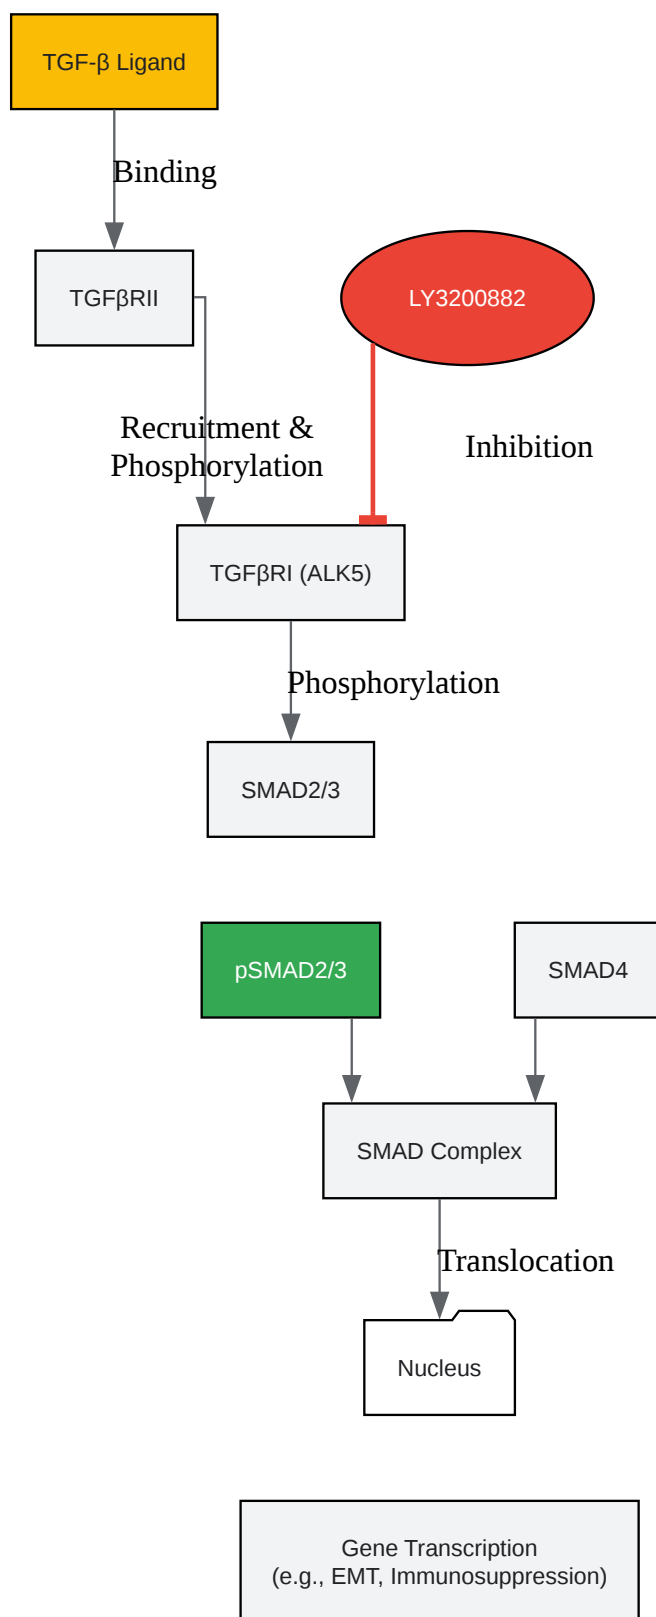 TGF-β Ligand
Binding
TGFβRII
LY3200882
Recruitment &
Phosphorylation
Inhibition
TGFβRI (ALK5)
Phosphorylation
SMAD2/3
pSMAD2/3
SMAD4
SMAD Complex
Translocation
Nucleus
Gene Transcription
(e.g., EMT, Immunosuppression)